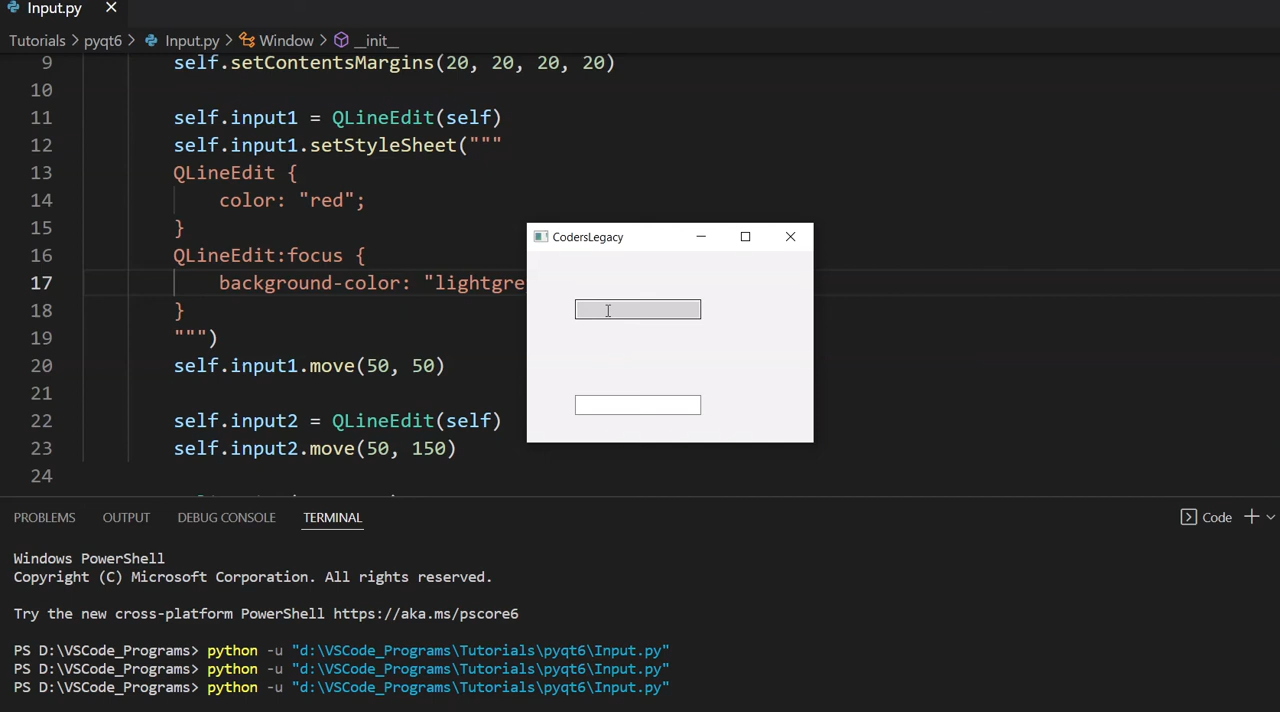 Input.py
Tutorials > pyqt6 > Input.py > Window > __init__
9 self.setContentsMargins(20, 20, 20, 20)
10
11 self.input1 = QLineEdit(self)
12 self.input1.setStyleSheet("""
13 QLineEdit {
14 color: "red";
15 }
16 QLineEdit:focus {
17 background-color: "lightgre
18 }
19 """)
20 self.input1.move(50, 50)
21
22 self.input2 = QLineEdit(self)
23 self.input2.move(50, 150)
24
CodersLegacy
PROBLEMS OUTPUT DEBUG CONSOLE TERMINAL Code
Windows PowerShell
Copyright (C) Microsoft Corporation. All rights reserved.
Try the new cross-platform PowerShell https://aka.ms/pscore6
PS D:\VSCode_Programs> python -u "d:\VSCode_Programs\Tutorials\pyqt6\Input.py"
PS D:\VSCode_Programs> python -u "d:\VSCode_Programs\Tutorials\pyqt6\Input.py"
PS D:\VSCode_Programs> python -u "d:\VSCode_Programs\Tutorials\pyqt6\Input.py"